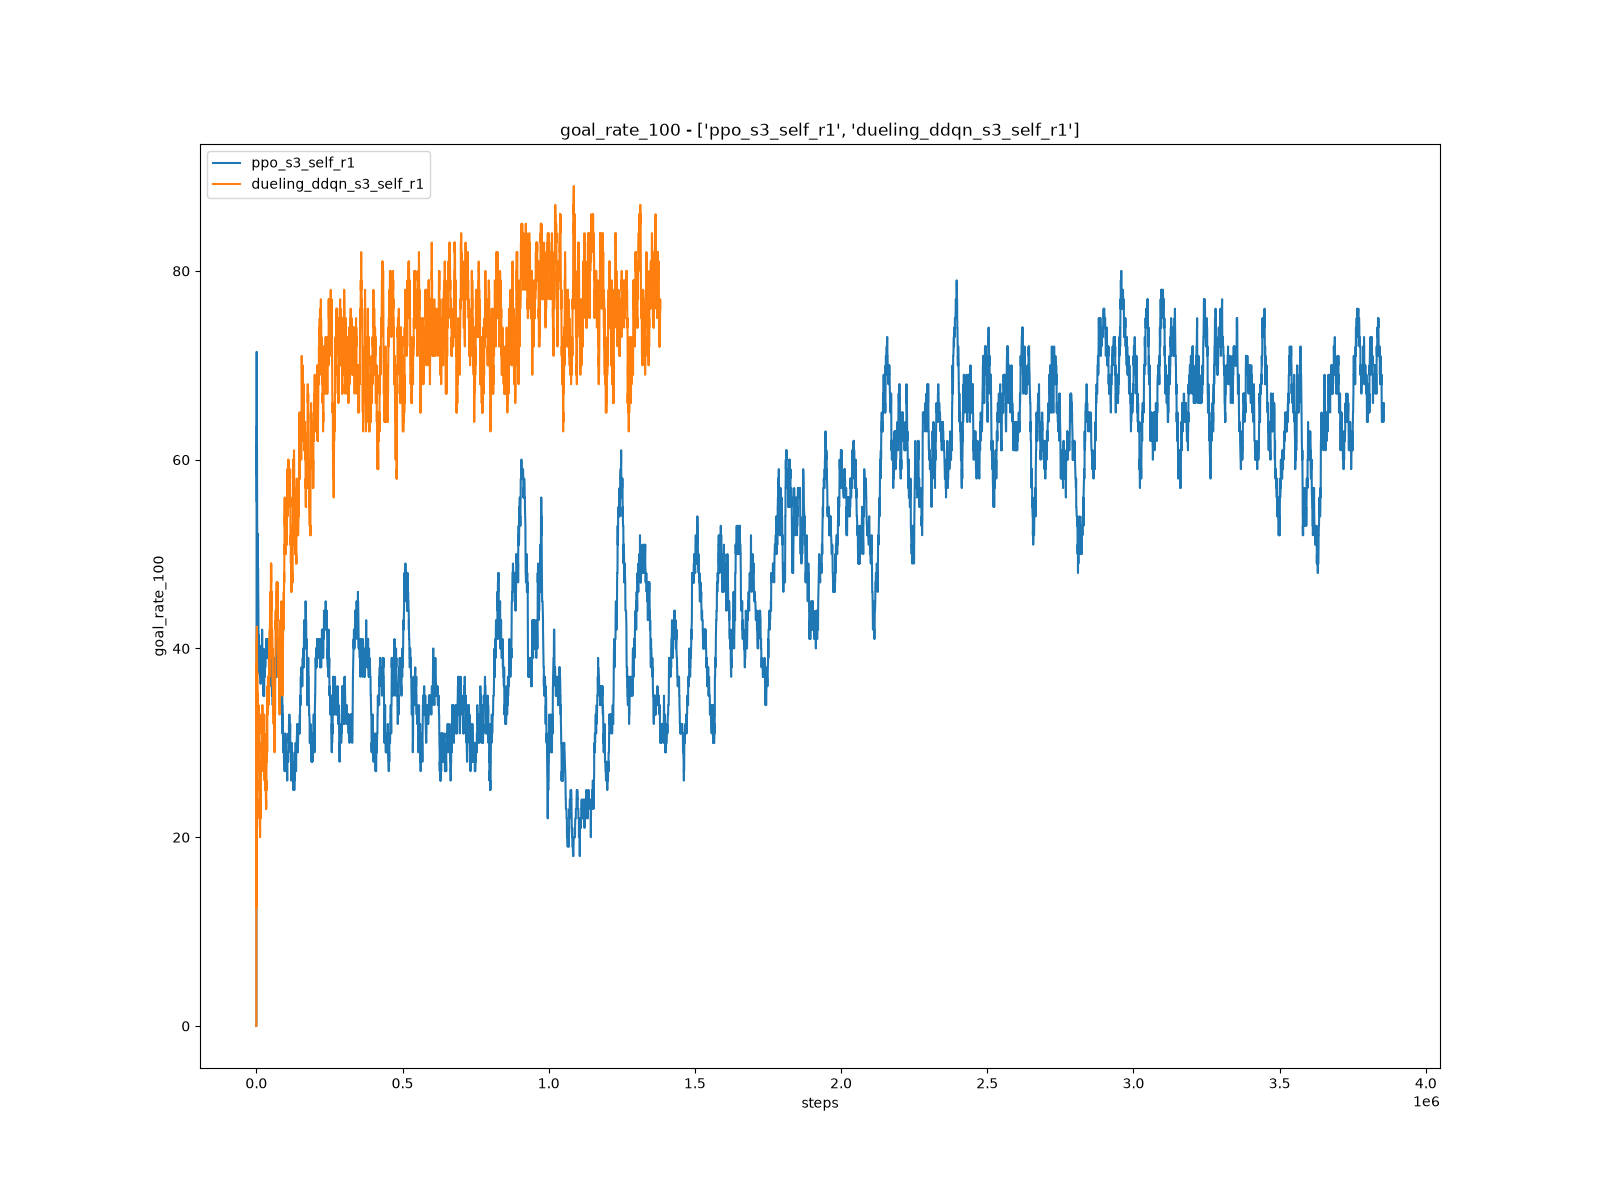 goal_rate_100 - ['ppo_s3_self_r1', 'dueling_ddqn_s3_self_r1']
ppo_s3_self_r1
dueling_ddqn_s3_self_r1
80
60
40
20
0
goal_rate_100
0.0 0.5 1.0 1.5 2.0 2.5 3.0 3.5 4.0
steps
1e6